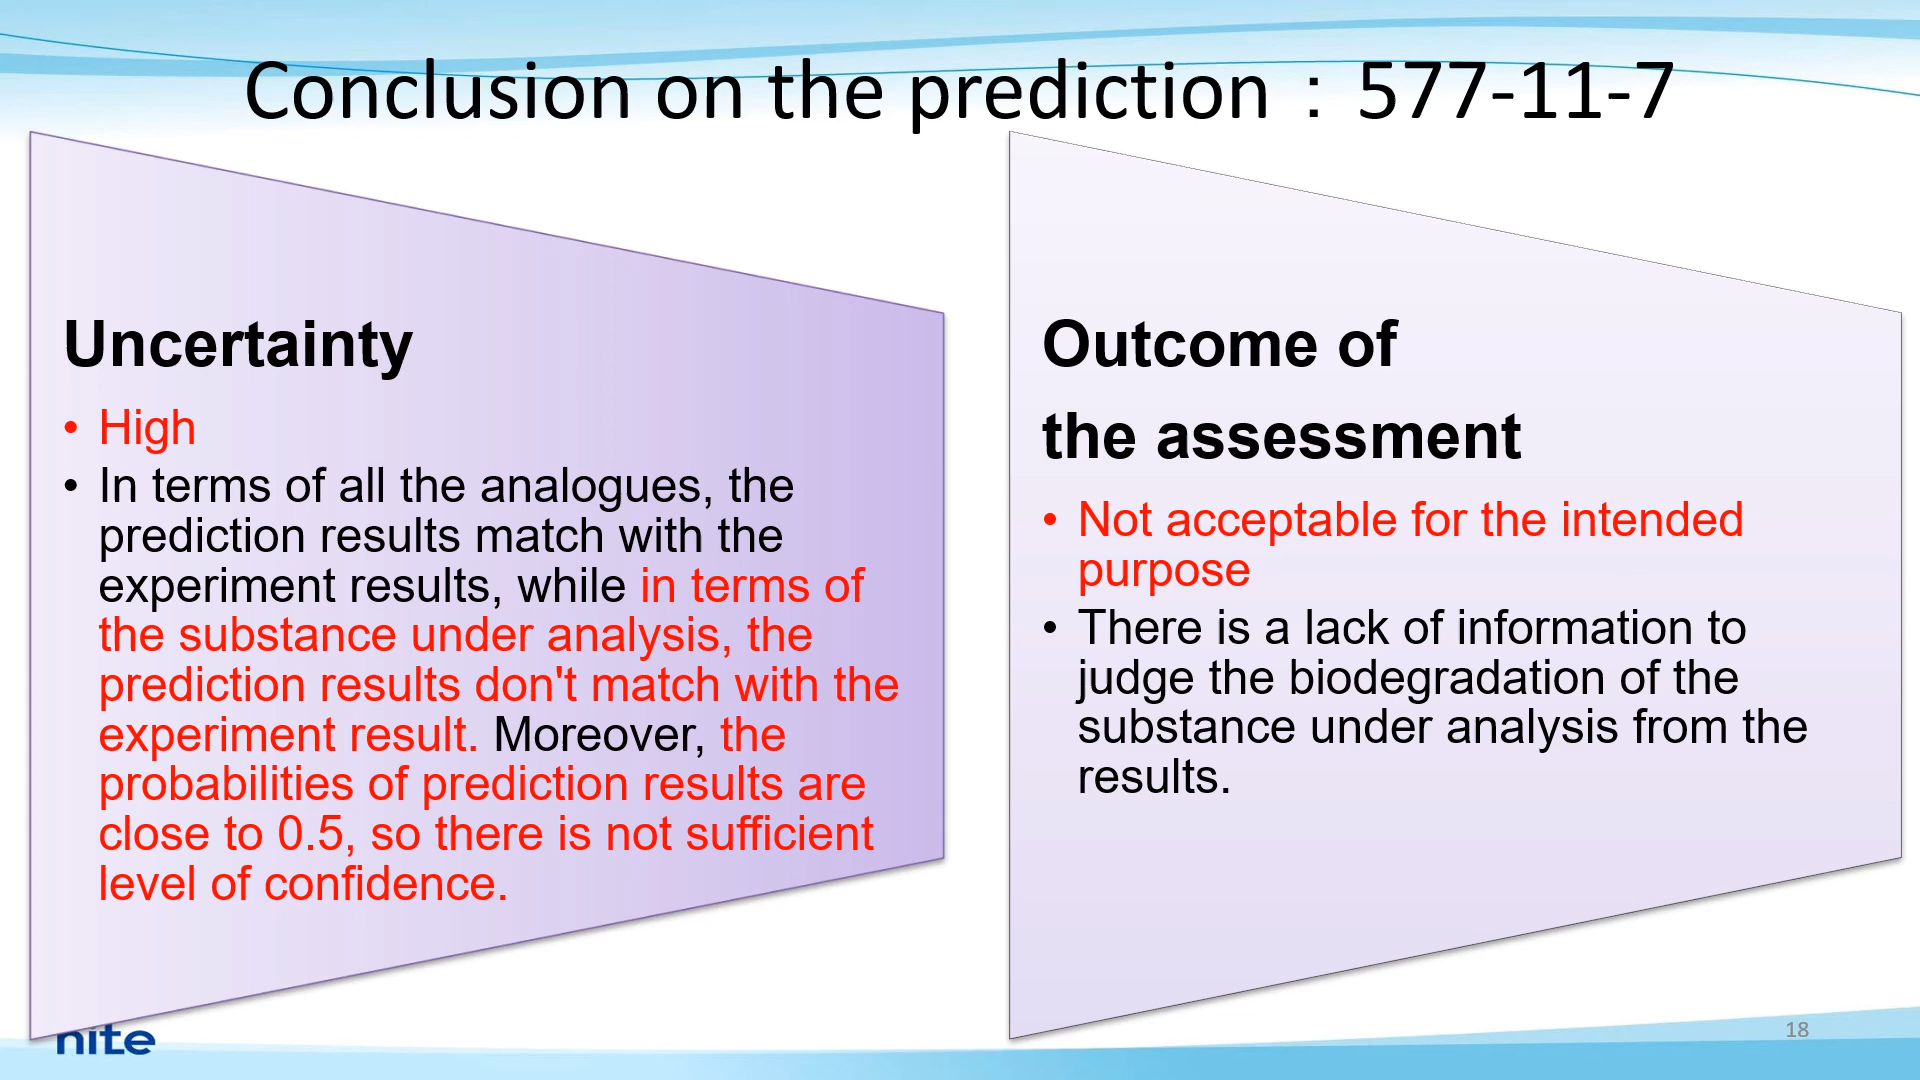 Conclusion on the prediction：577-11-7
Uncertainty
• High
• In terms of all the analogues, the
prediction results match with the
experiment results, while in terms of
the substance under analysis, the
prediction results don't match with the
experiment result. Moreover, the
probabilities of prediction results are
close to 0.5, so there is not sufficient
level of confidence.
Outcome of
the assessment
• Not acceptable for the intended
purpose
• There is a lack of information to
judge the biodegradation of the
substance under analysis from the
results.
nite
18